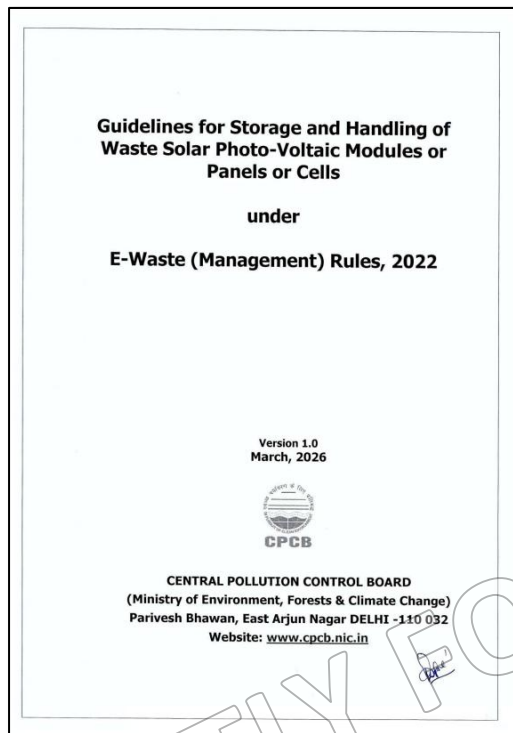 Guidelines for Storage and Handling of
Waste Solar Photo-Voltaic Modules or
Panels or Cells
under
E-Waste (Management) Rules, 2022
Version 1.0
March, 2026
CPCB
CENTRAL POLLUTION CONTROL BOARD
(Ministry of Environment, Forests & Climate Change)
Parivesh Bhawan, East Arjun Nagar DELHI -110 032
Website: www.cpcb.nic.in
TLY FO